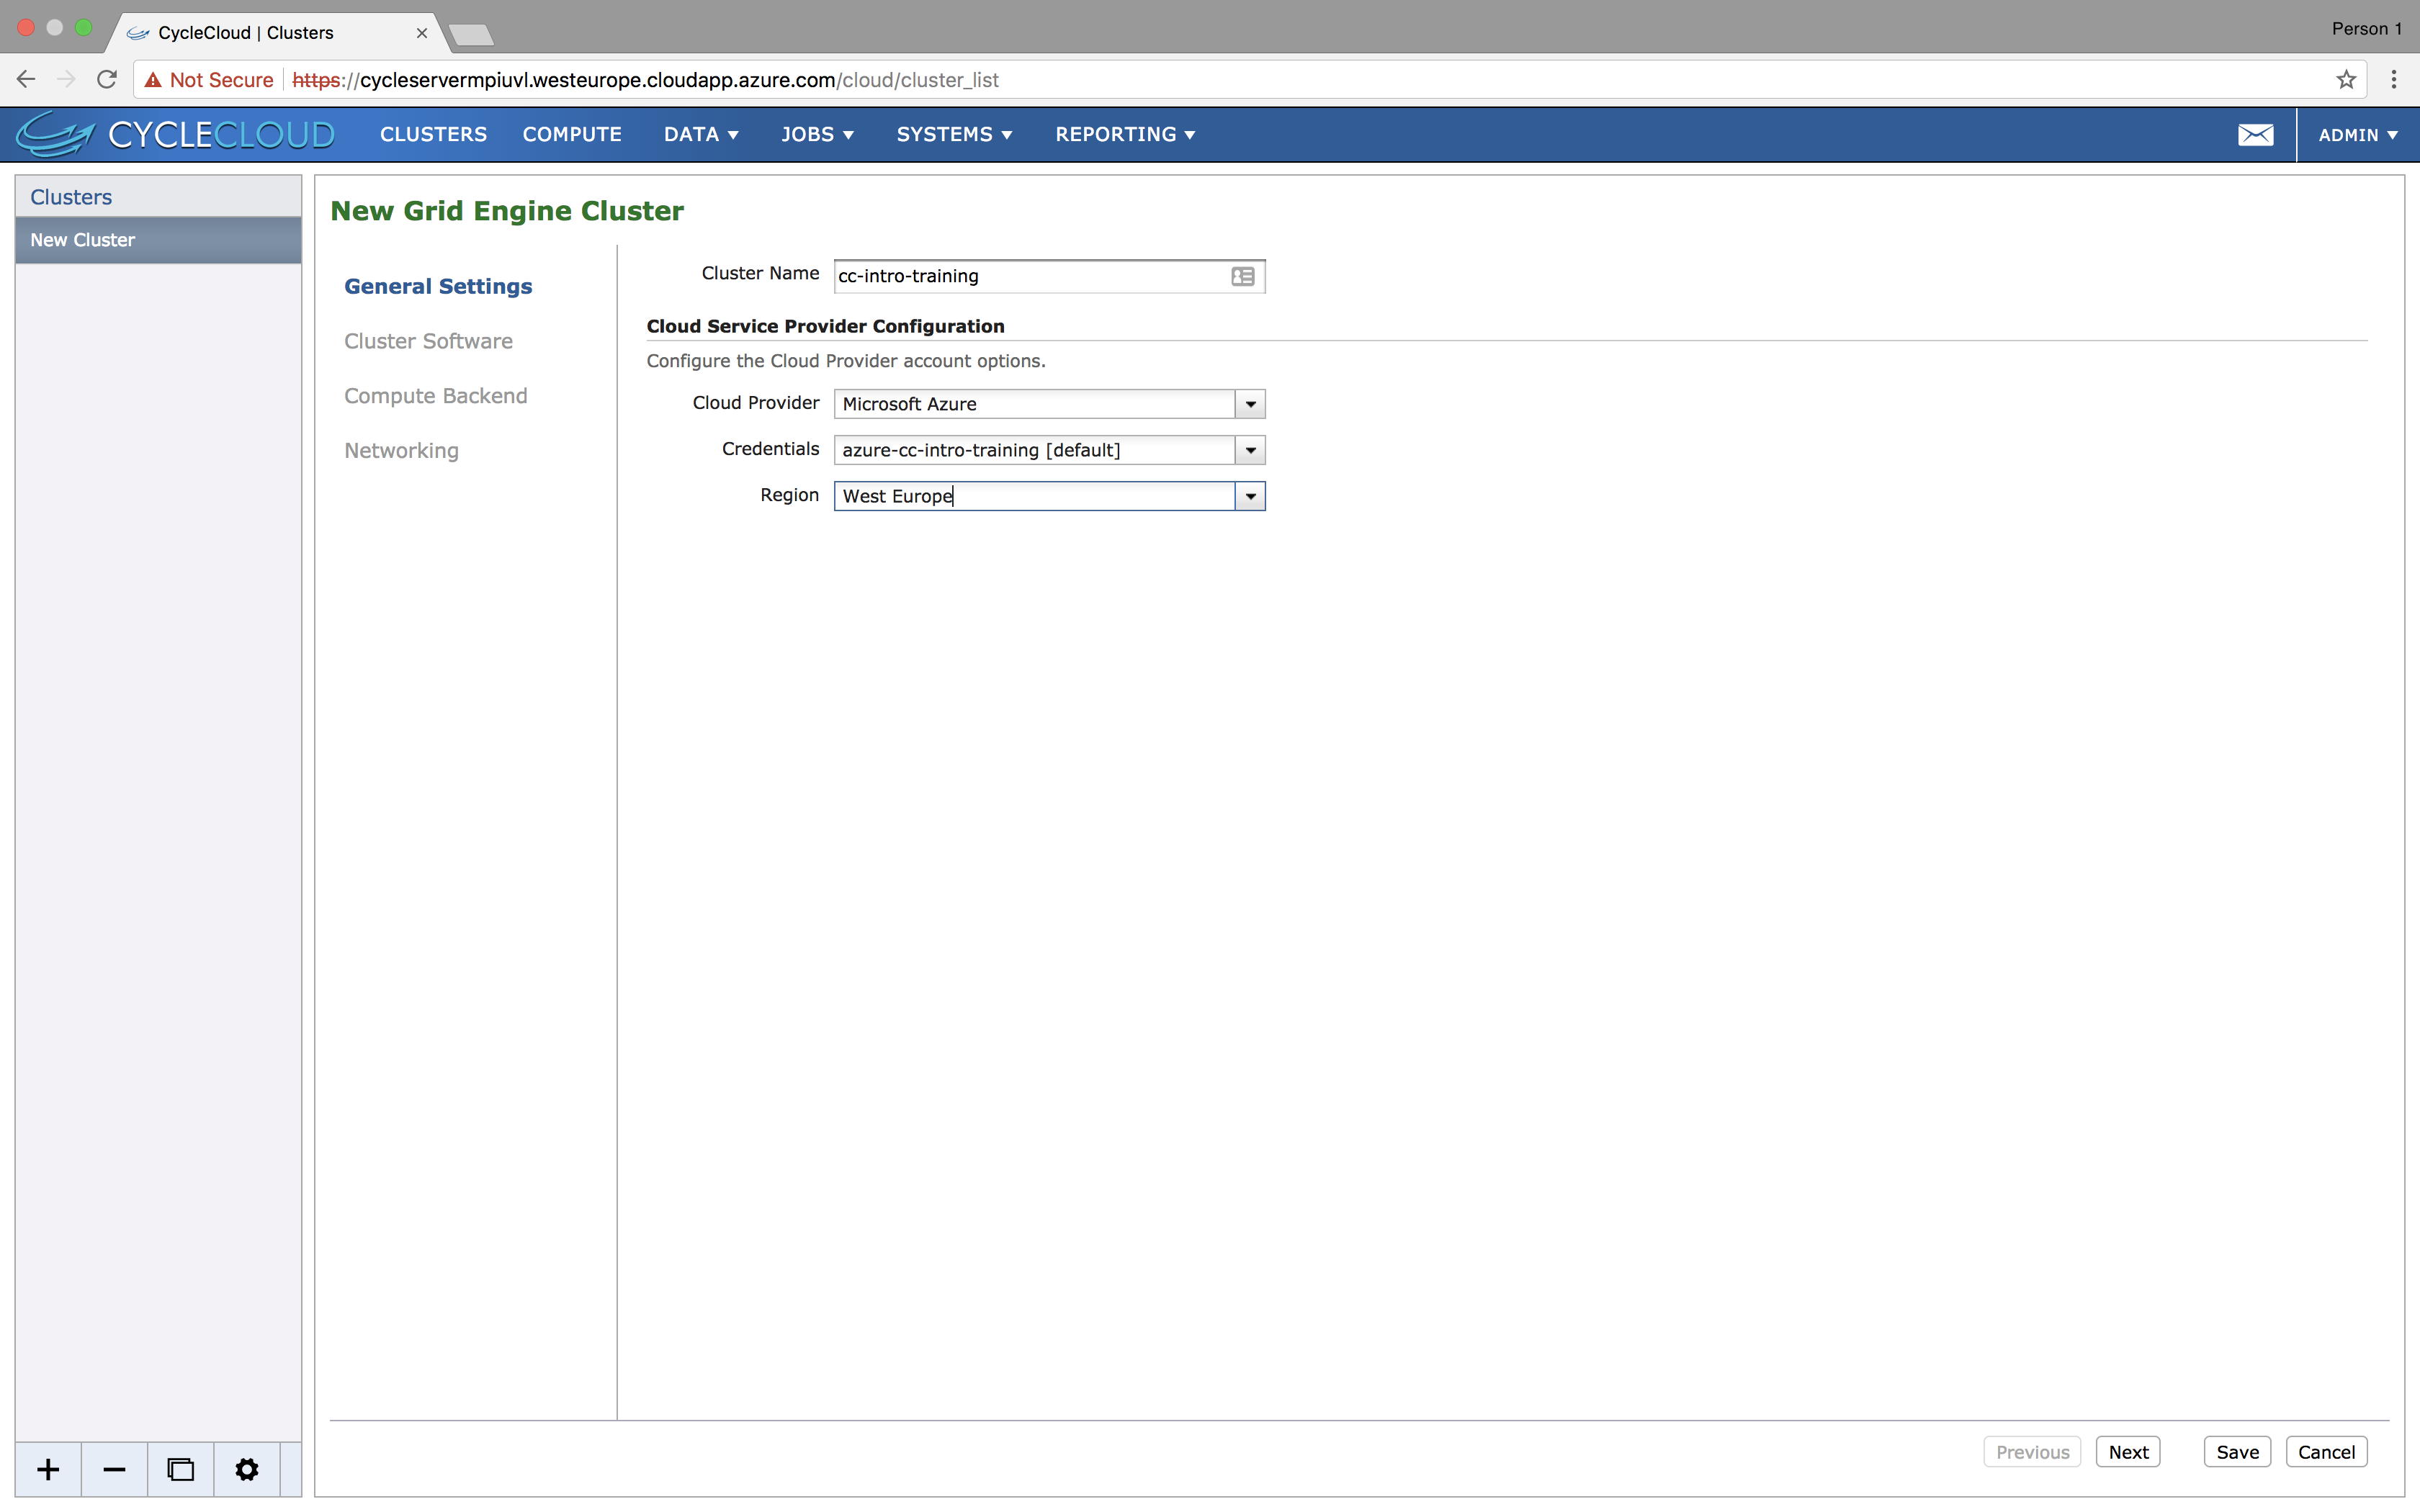 CycleCloud | Clusters
Person 1
Not Secure https://cycleservermpiuvl.westeurope.cloudapp.azure.com/cloud/cluster_list
CYCLECLOUD CLUSTERS COMPUTE DATA JOBS SYSTEMS REPORTING ADMIN
Clusters
New Cluster
New Grid Engine Cluster
General Settings
Cluster Software
Compute Backend
Networking
Cluster Name cc-intro-training
Cloud Service Provider Configuration
Configure the Cloud Provider account options.
Cloud Provider Microsoft Azure
Credentials azure-cc-intro-training [default]
Region West Europe
Previous Next Save Cancel